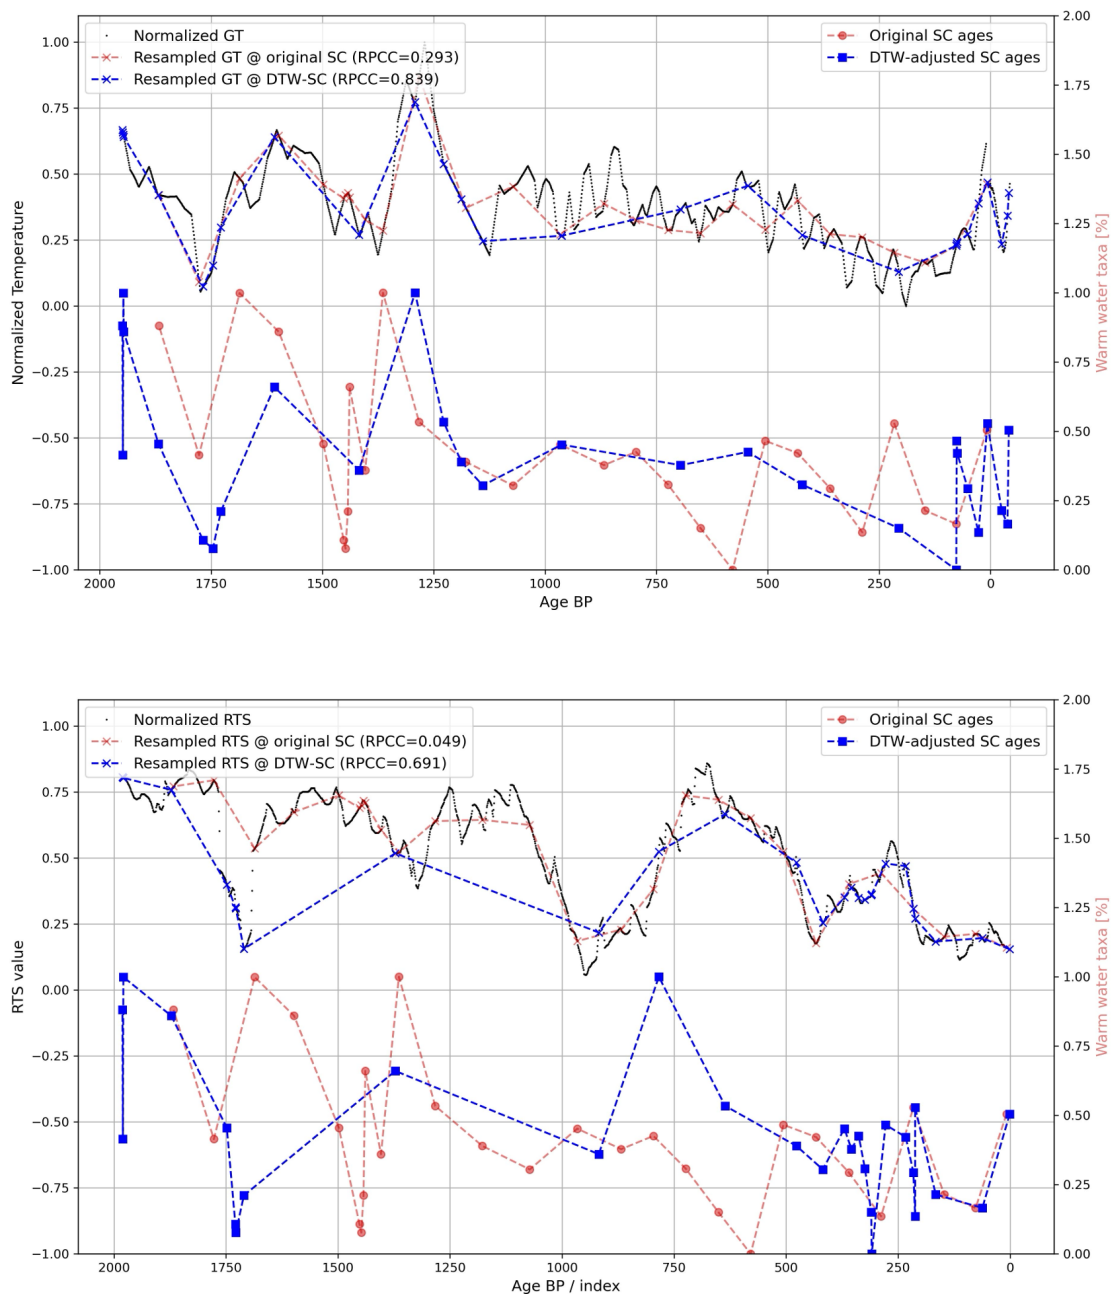 Normalized GT
Resampled GT @ original SC (RPCC=0.293)
Resampled GT @ DTW-SC (RPCC=0.839)
Original SC ages
DTW-adjusted SC ages
1.00
0.75
0.50
0.25
0.00
−0.25
−0.50
−0.75
−1.00
Normalized Temperature
2.00
1.75
1.50
1.25
1.00
0.75
0.50
0.25
0.00
Warm water taxa [%]
2000 1750 1500 1250 1000 750 500 250 0
Age BP
Normalized RTS
Resampled RTS @ original SC (RPCC=0.049)
Resampled RTS @ DTW-SC (RPCC=0.691)
Original SC ages
DTW-adjusted SC ages
1.00
0.75
0.50
0.25
0.00
−0.25
−0.50
−0.75
−1.00
RTS value
2.00
1.75
1.50
1.25
1.00
0.75
0.50
0.25
0.00
Warm water taxa [%]
2000 1750 1500 1250 1000 750 500 250 0
Age BP / index